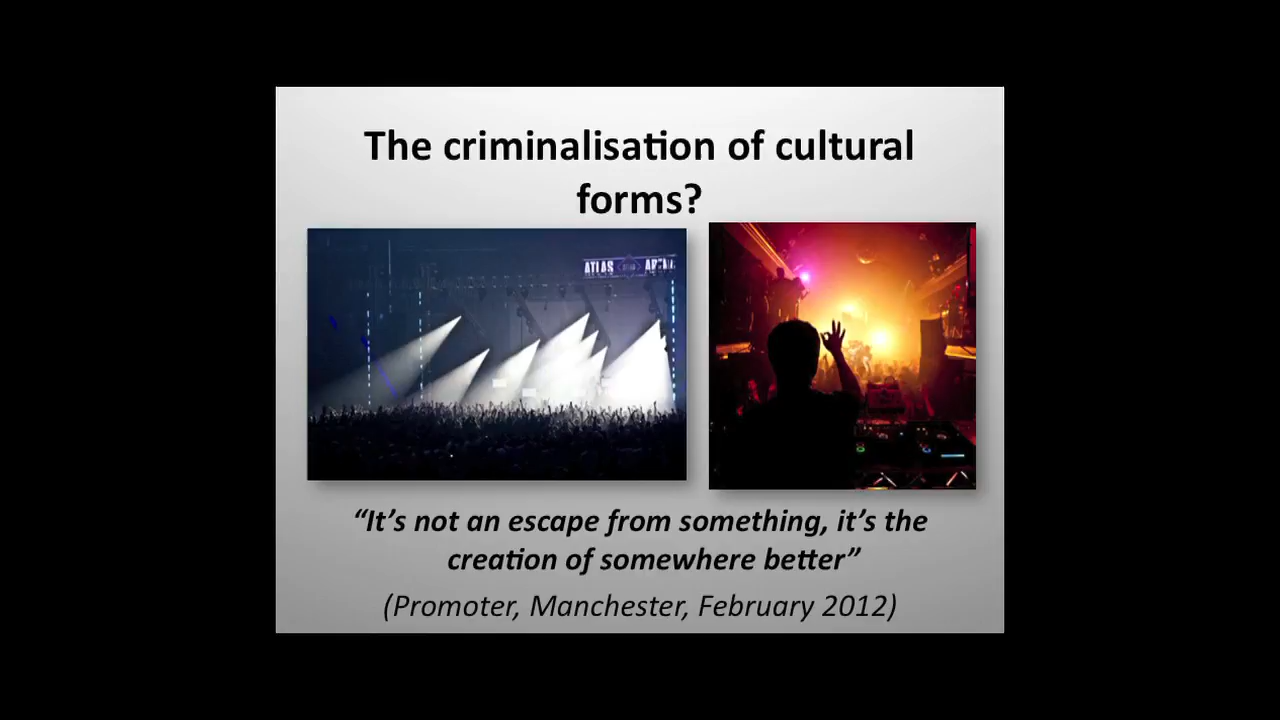 The criminalisation of cultural
forms?
ATLAS ARENA
“It’s not an escape from something, it’s the
creation of somewhere better”
(Promoter, Manchester, February 2012)